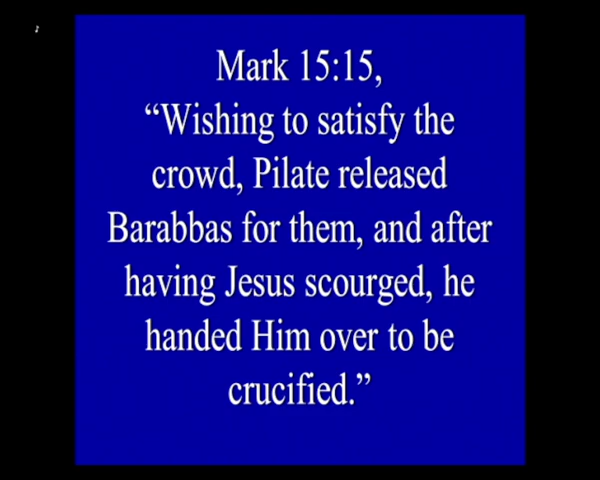 Mark 15:15,
“Wishing to satisfy the
crowd, Pilate released
Barabbas for them, and after
having Jesus scourged, he
handed Him over to be
crucified.”